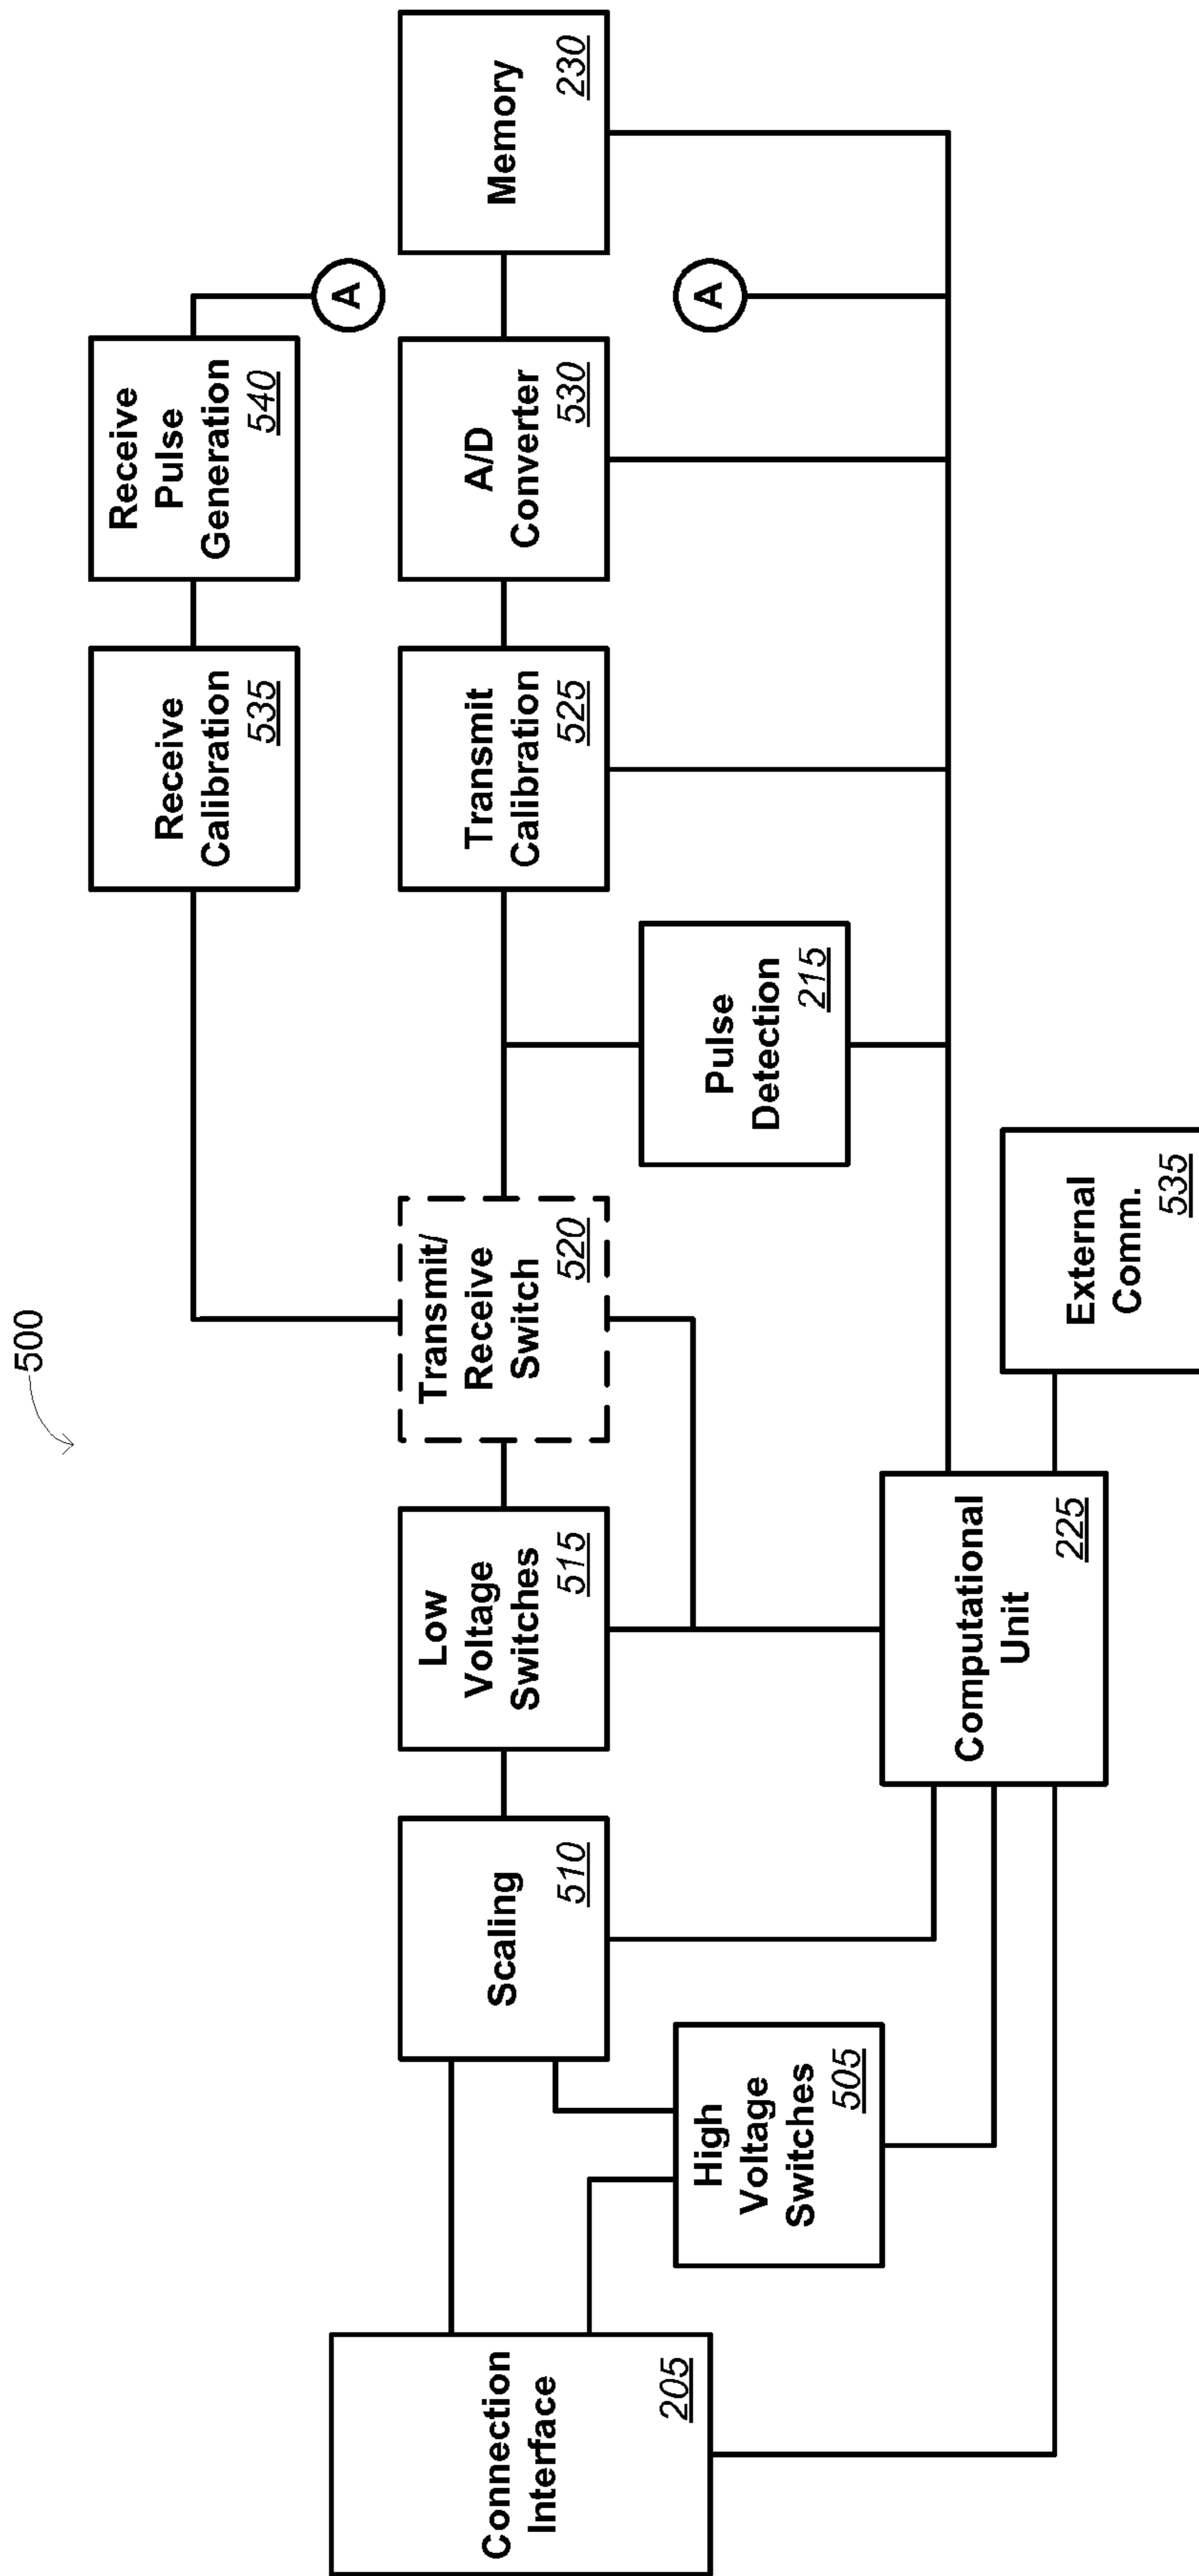 500
Receive
Calibration
535
Receive
Pulse
Generation
540
A
Connection
Interface
205
Scaling
510
Low
Voltage
Switches
515
Transmit/
Receive
Switch
520
Transmit
Calibration
525
A/D
Converter
530
Memory
230
High
Voltage
Switches
505
Pulse
Detection
215
A
Computational
Unit
225
External
Comm.
535